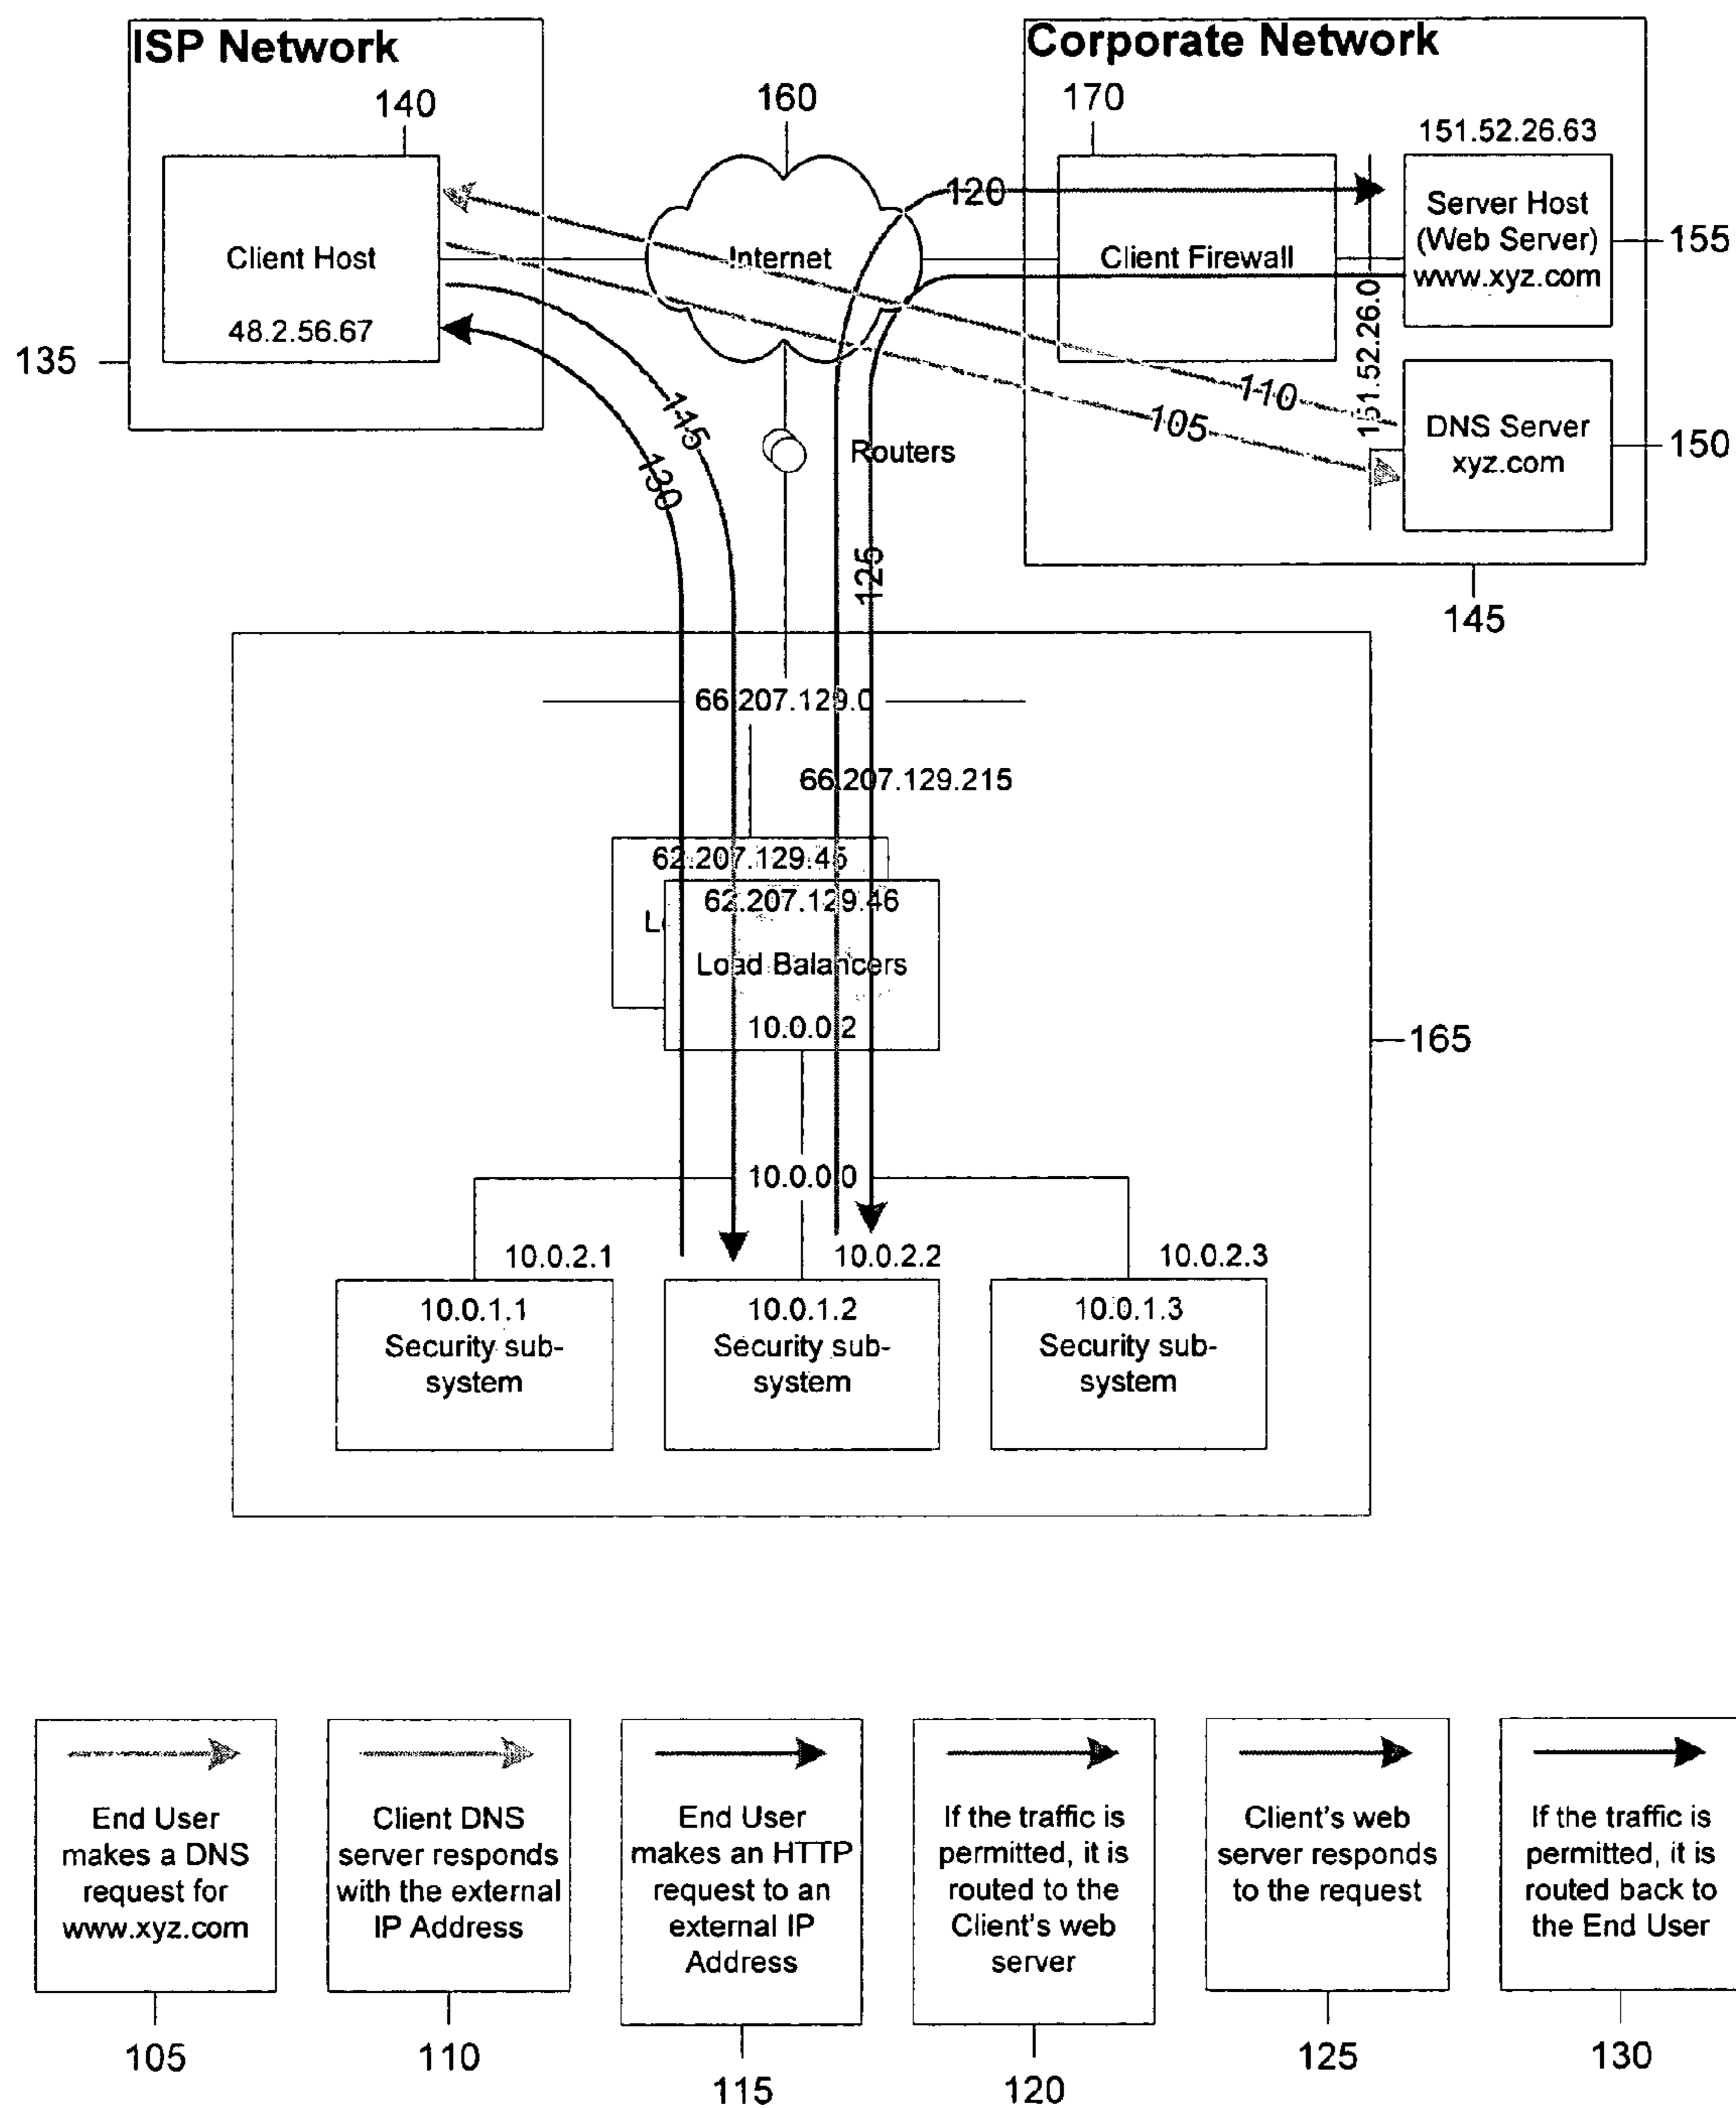 ISP Network
Corporate Network
140
160
170
151.52.26.63
120
Server Host
(Web Server)
www.xyz.com
155
Client Host
Internet
Client Firewall
48.2.56.67
135
151.52.26.0
110
105
DNS Server
xyz.com
150
115
130
Routers
125
145
66.207.129.0
66.207.129.215
62.207.129.45
62.207.129.46
L
Load Balancers
10.0.0.2
165
10.0.0.0
10.0.2.1
10.0.2.2
10.0.2.3
10.0.1.1
Security sub-
system
10.0.1.2
Security sub-
system
10.0.1.3
Security sub-
system
End User
makes a DNS
request for
www.xyz.com
105
Client DNS
server responds
with the external
IP Address
110
End User
makes an HTTP
request to an
external IP
Address
115
If the traffic is
permitted, it is
routed to the
Client's web
server
120
Client's web
server responds
to the request
125
If the traffic is
permitted, it is
routed back to
the End User
130